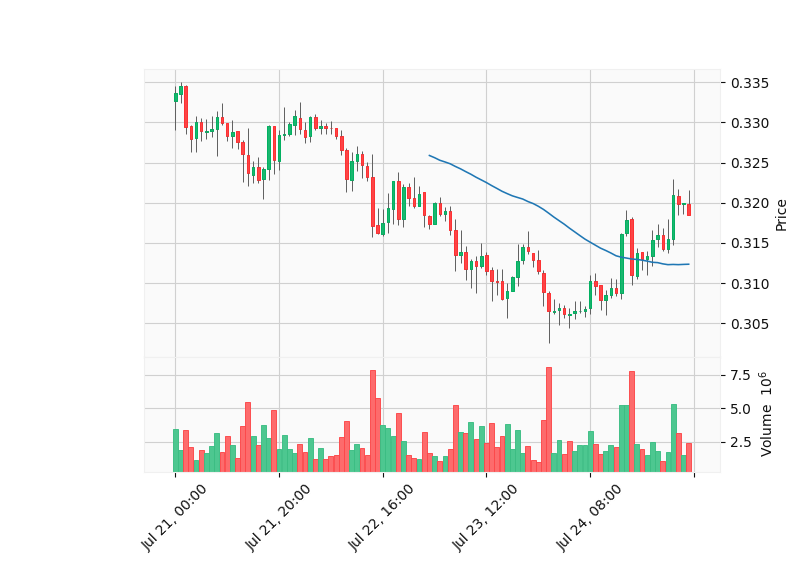 0.335
0.330
0.325
0.320
0.315
0.310
0.305
Price
7.5
5.0
2.5
Volume 10⁶
Jul 21, 00:00
Jul 21, 20:00
Jul 22, 16:00
Jul 23, 12:00
Jul 24, 08:00